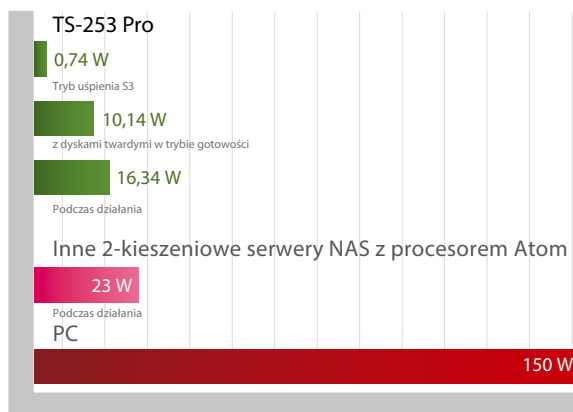 TS-253 Pro
0,74 W
Tryb uśpienia S3
10,14 W
z dyskami twardymi w trybie gotowości
16,34 W
Podczas działania
Inne 2-kieszeniowe serwery NAS z procesorem Atom
23 W
Podczas działania
PC
150 W